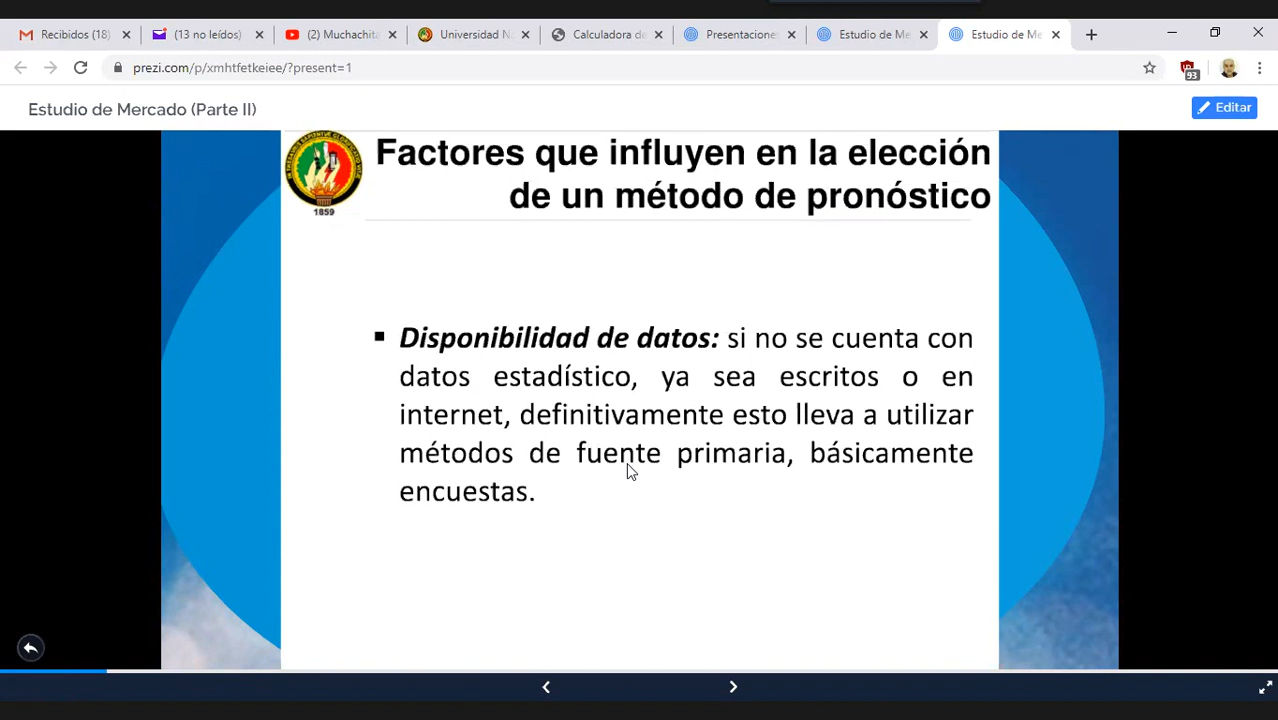 Recibidos (18)
(13 no leídos)
(2) Muchachita
Universidad N
Calculadora de
Presentacione
Estudio de Me
Estudio de Me
prezi.com/p/xmhtfetkeiee/?present=1
93
Estudio de Mercado (Parte II)
Editar
Factores que influyen en la elección
de un método de pronóstico
1859
▪ Disponibilidad de datos: si no se cuenta con
datos estadístico, ya sea escritos o en
internet, definitivamente esto lleva a utilizar
métodos de fuente primaria, básicamente
encuestas.